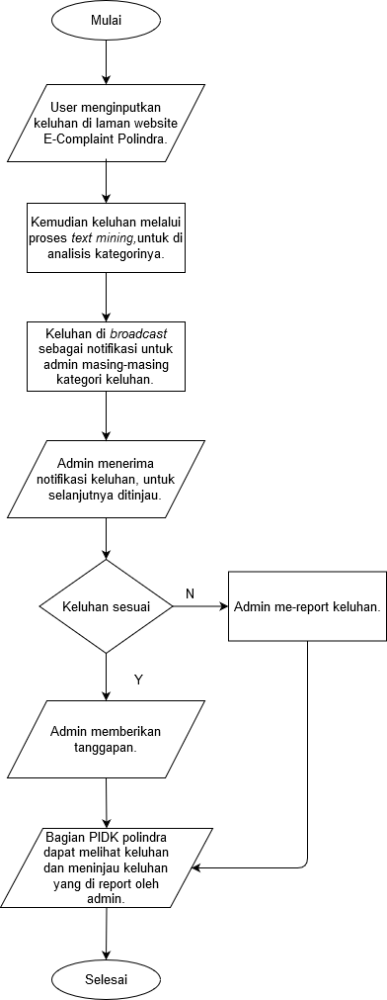 Mulai
User menginputkan
keluhan di laman website
E-Complaint Polindra.
Kemudian keluhan melalui
proses text mining,untuk di
analisis kategorinya.
Keluhan di broadcast
sebagai notifikasi untuk
admin masing-masing
kategori keluhan.
Admin menerima
notifikasi keluhan, untuk
selanjutnya ditinjau.
Keluhan sesuai
N
Admin me-report keluhan.
Y
Admin memberikan
tanggapan.
Bagian PIDK polindra
dapat melihat keluhan
dan meninjau keluhan
yang di report oleh
admin.
Selesai